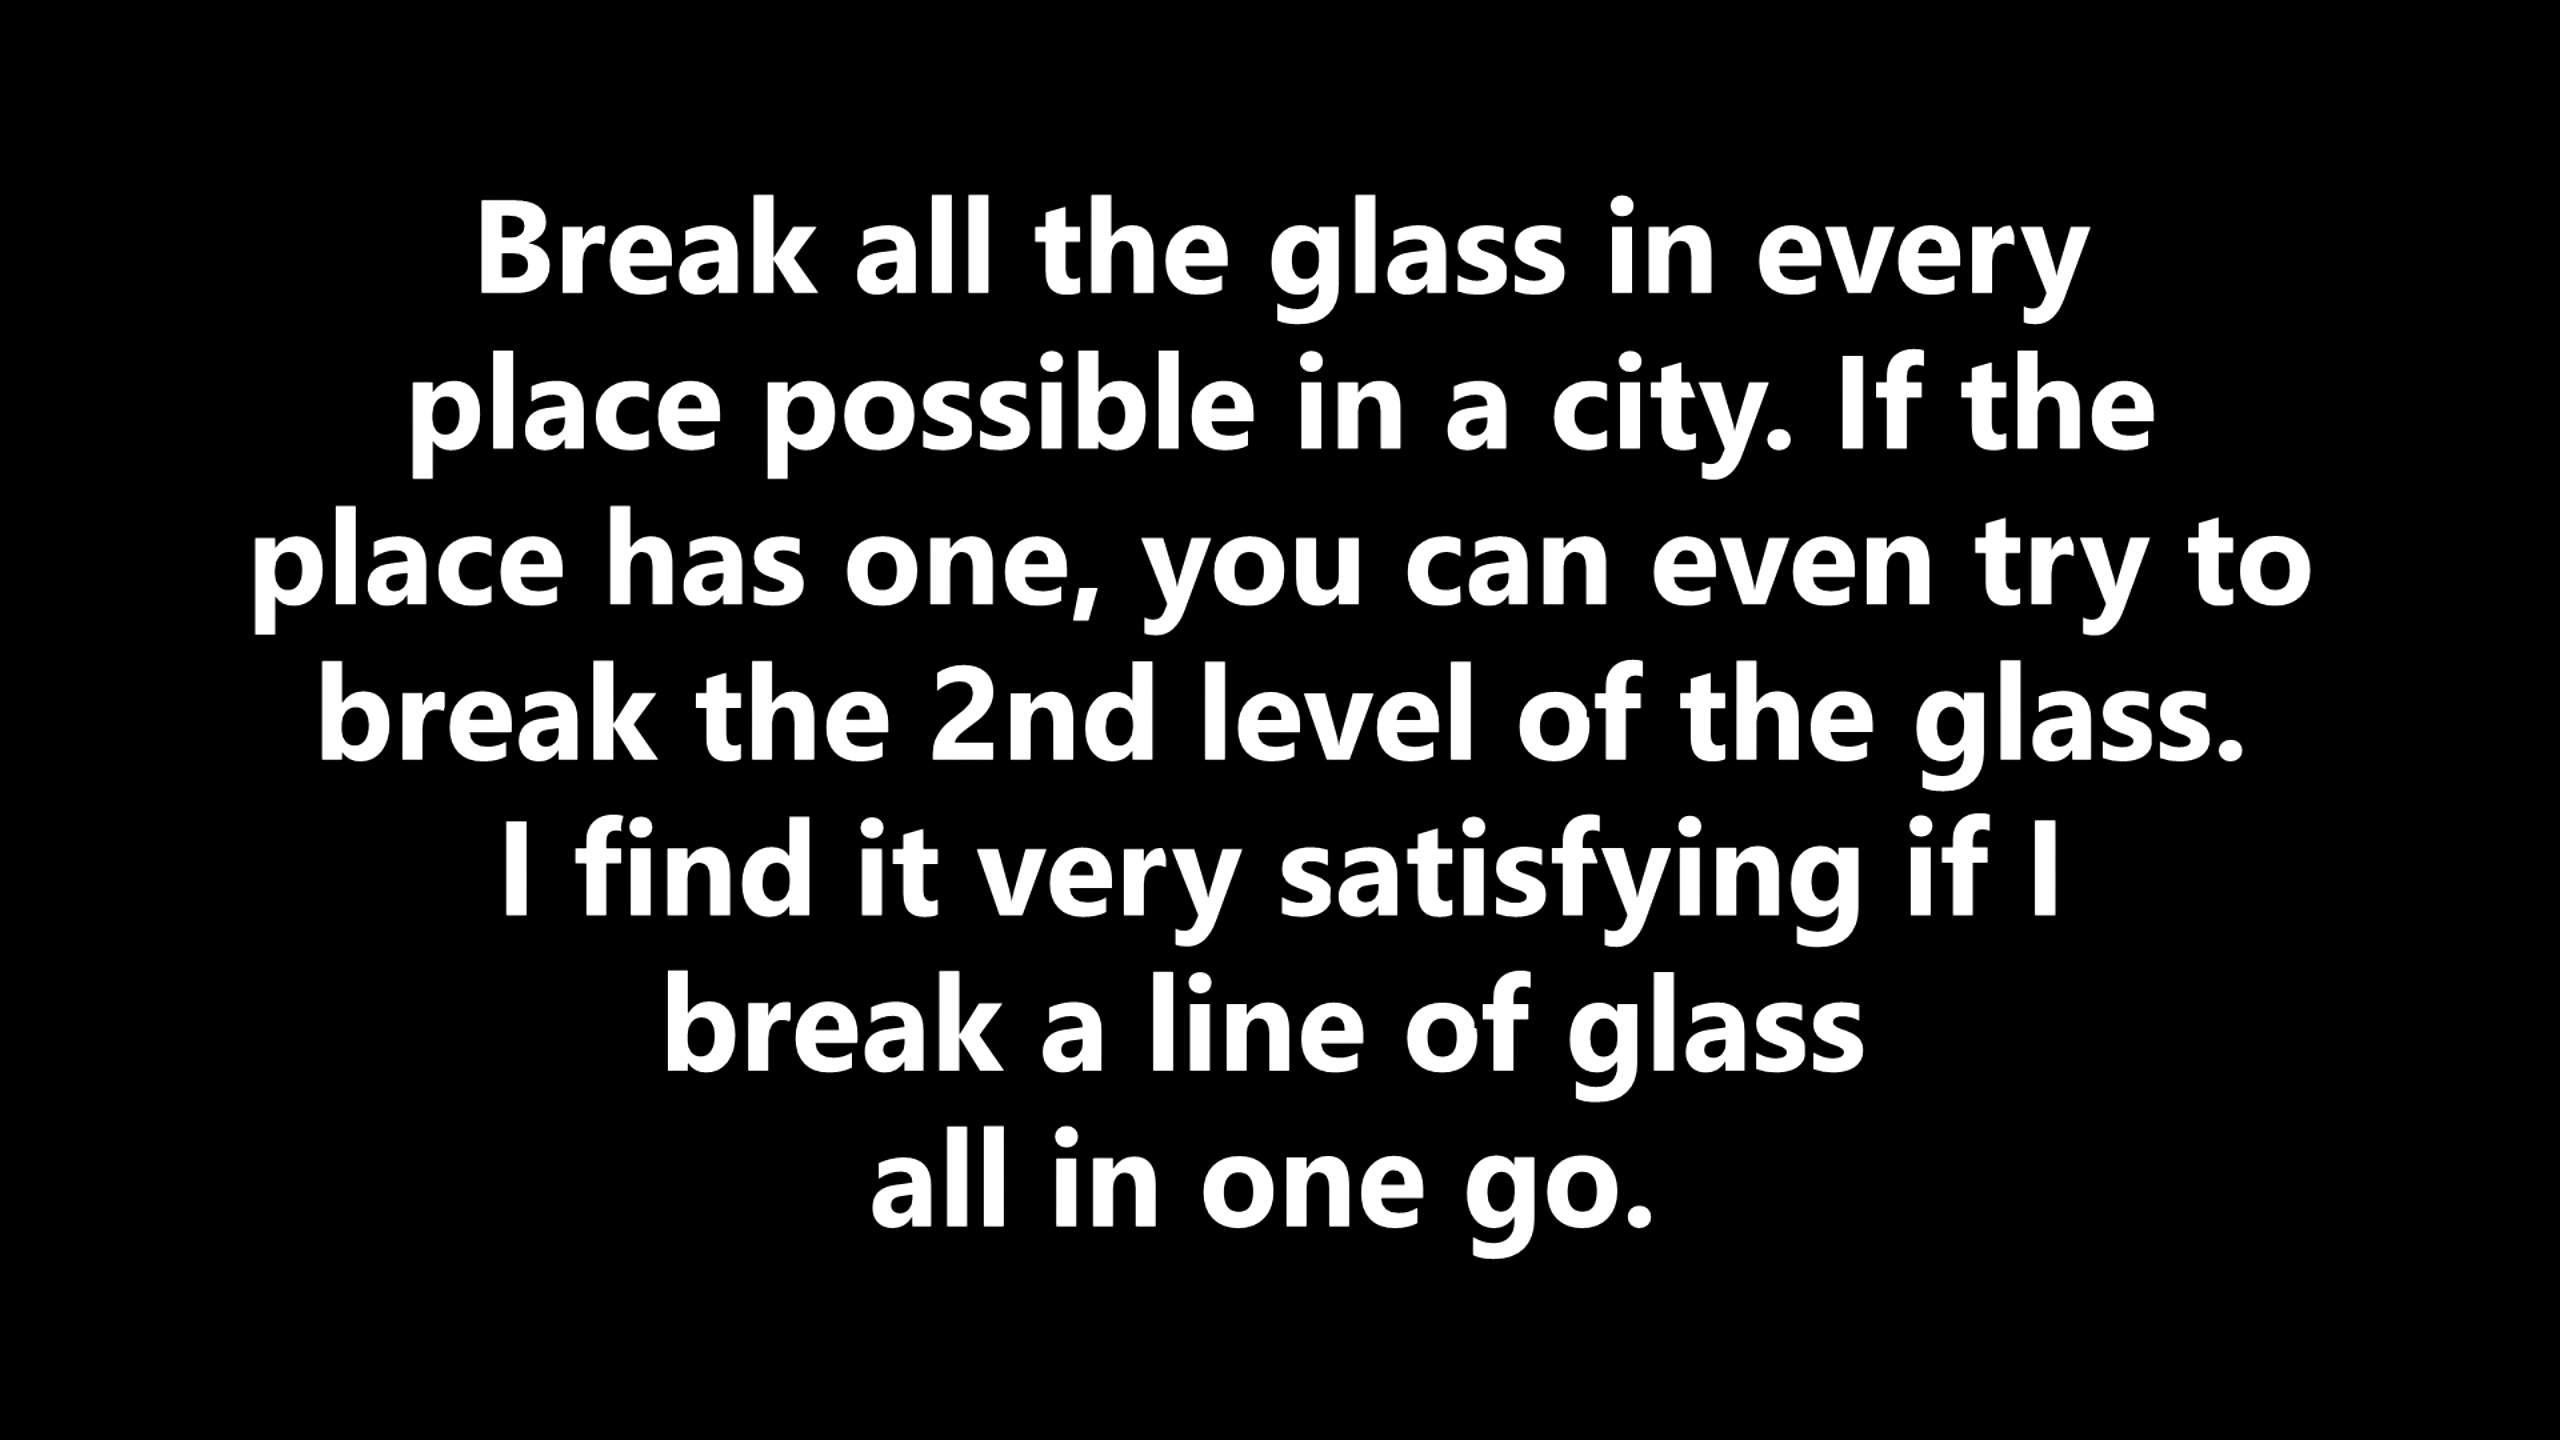 Break all the glass in every
place possible in a city. If the
place has one, you can even try to
break the 2nd level of the glass.
I find it very satisfying if I
break a line of glass
all in one go.